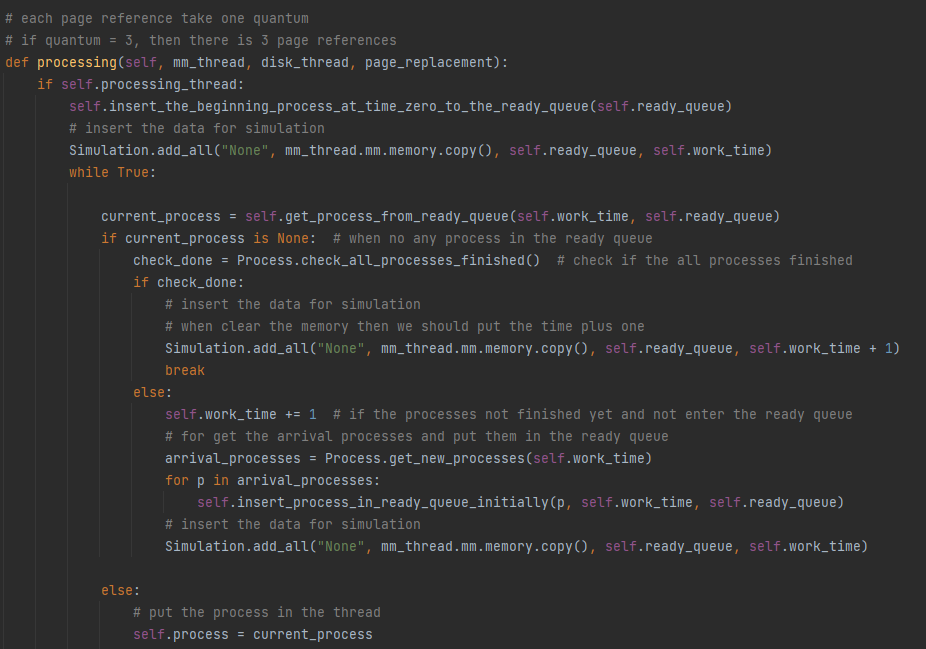 # each page reference take one quantum
# if quantum = 3, then there is 3 page references
def processing(self, mm_thread, disk_thread, page_replacement):
    if self.processing_thread:
        self.insert_the_beginning_process_at_time_zero_to_the_ready_queue(self.ready_queue)
        # insert the data for simulation
        Simulation.add_all("None", mm_thread.mm.memory.copy(), self.ready_queue, self.work_time)
        while True:

            current_process = self.get_process_from_ready_queue(self.work_time, self.ready_queue)
            if current_process is None:  # when no any process in the ready queue
                check_done = Process.check_all_processes_finished()  # check if the all processes finished
                if check_done:
                    # insert the data for simulation
                    # when clear the memory then we should put the time plus one
                    Simulation.add_all("None", mm_thread.mm.memory.copy(), self.ready_queue, self.work_time + 1)
                    break
                else:
                    self.work_time += 1  # if the processes not finished yet and not enter the ready queue
                    # for get the arrival processes and put them in the ready queue
                    arrival_processes = Process.get_new_processes(self.work_time)
                    for p in arrival_processes:
                        self.insert_process_in_ready_queue_initially(p, self.work_time, self.ready_queue)
                    # insert the data for simulation
                    Simulation.add_all("None", mm_thread.mm.memory.copy(), self.ready_queue, self.work_time)

            else:
                # put the process in the thread
                self.process = current_process